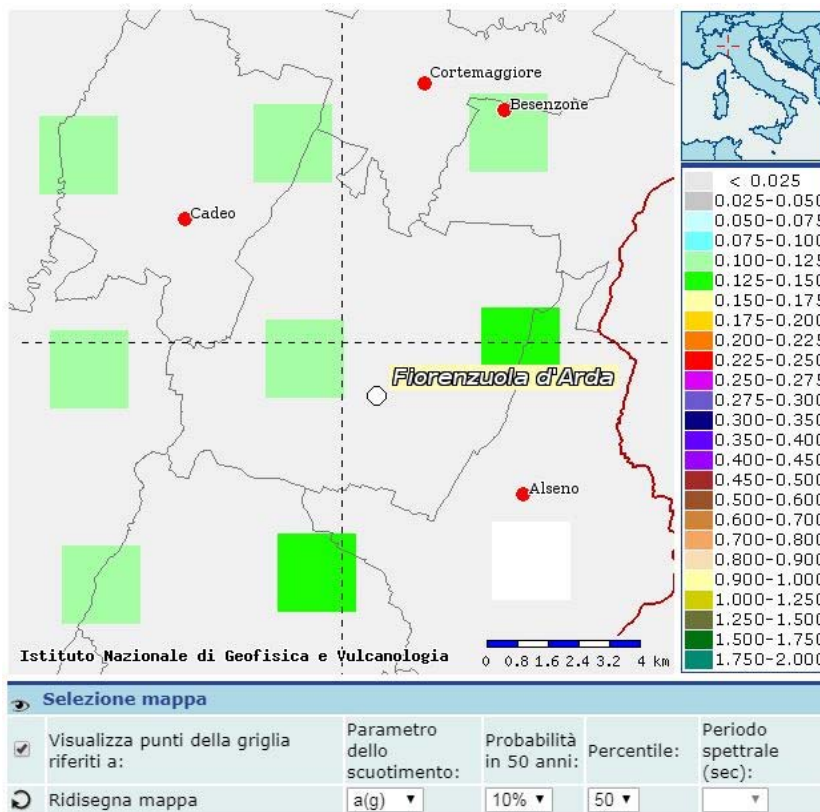 Cortemaggiore
Besenzone
Cadeo
Fiorenzuola d'Arda
Alseno
Istituto Nazionale di Geofisica e Vulcanologia
0 0.8 1.6 2.4 3.2 4 km
< 0.025
0.025-0.050
0.050-0.075
0.075-0.100
0.100-0.125
0.125-0.150
0.150-0.175
0.175-0.200
0.200-0.225
0.225-0.250
0.250-0.275
0.275-0.300
0.300-0.350
0.350-0.400
0.400-0.450
0.450-0.500
0.500-0.600
0.600-0.700
0.700-0.800
0.800-0.900
0.900-1.000
1.000-1.250
1.250-1.500
1.500-1.750
1.750-2.000
Selezione mappa
Visualizza punti della griglia
riferiti a:
Parametro
dello
scuotimento:
Probabilità
in 50 anni:
Percentile:
Periodo
spettrale
(sec):
Ridisegna mappa
a(g)
10%
50